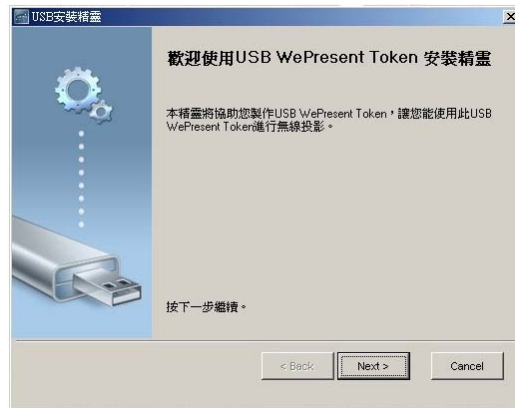 USB安裝精靈
歡迎使用USB WePresent Token 安裝精靈
本精靈將協助您製作USB WePresent Token，讓您能使用此USB
WePresent Token進行無線投影。
按下一步繼續。
< Back
Next >
Cancel